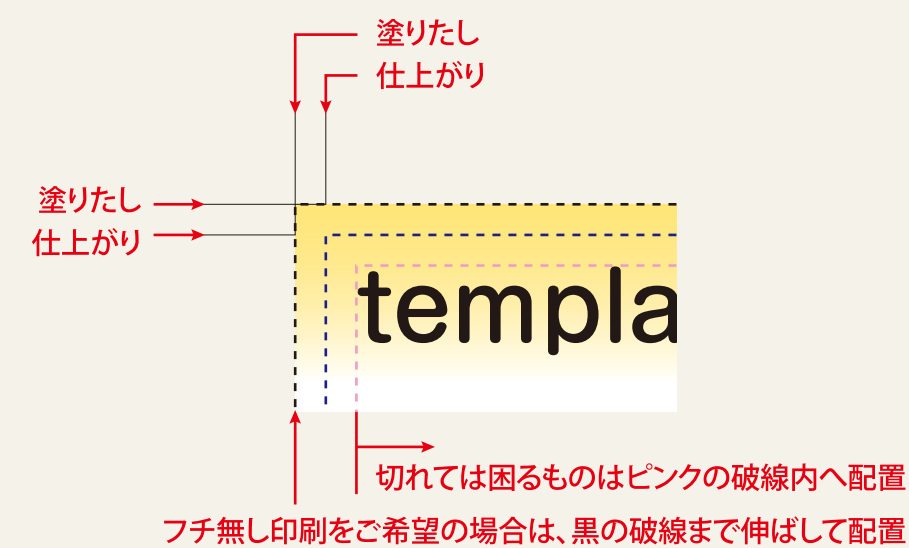 塗りたし
仕上がり
塗りたし
仕上がり
templa
切れては困るものはピンクの破線内へ配置
フチ無し印刷をご希望の場合は、黒の破線まで伸ばして配置